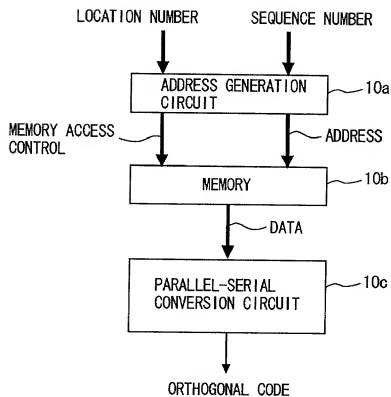 LOCATION NUMBER
SEQUENCE NUMBER
ADDRESS GENERATION
CIRCUIT
10a
MEMORY ACCESS
CONTROL
ADDRESS
MEMORY
10b
DATA
PARALLEL-SERIAL
CONVERSION CIRCUIT
10c
ORTHOGONAL CODE